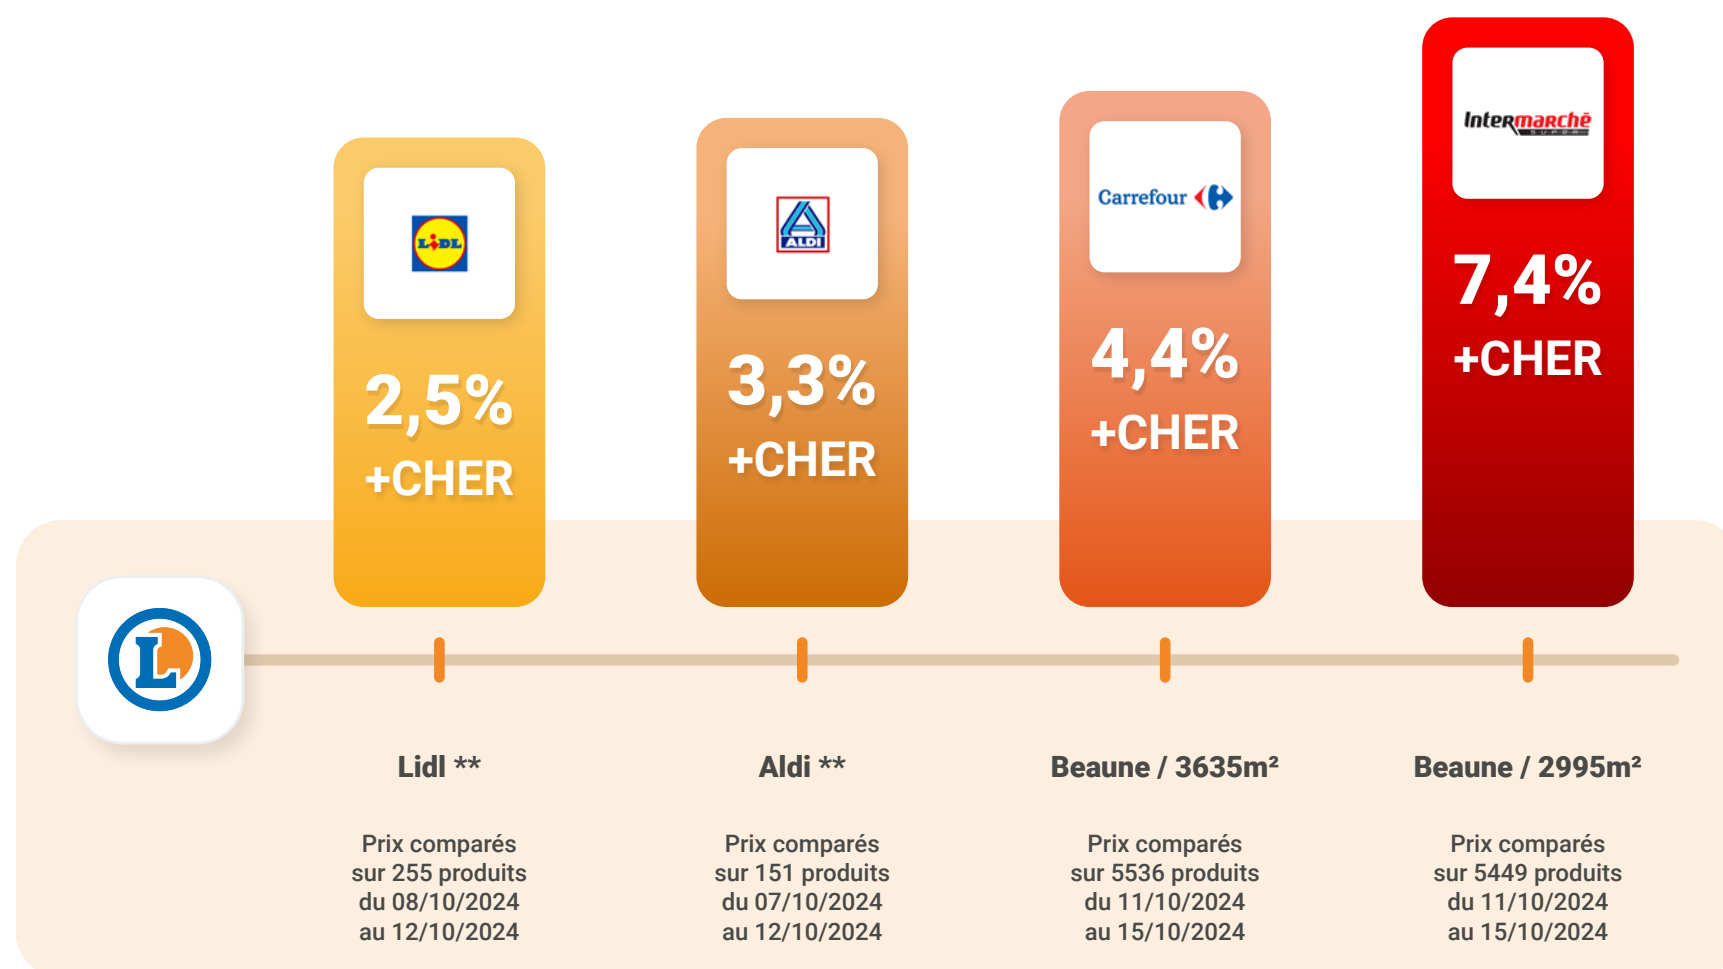 LiDL
2,5%
+CHER
ALDI
3,3%
+CHER
Carrefour
4,4%
+CHER
Intermarchē
SUPER
7,4%
+CHER
L
Lidl **
Prix comparés
sur 255 produits
du 08/10/2024
au 12/10/2024
Aldi **
Prix comparés
sur 151 produits
du 07/10/2024
au 12/10/2024
Beaune / 3635m²
Prix comparés
sur 5536 produits
du 11/10/2024
au 15/10/2024
Beaune / 2995m²
Prix comparés
sur 5449 produits
du 11/10/2024
au 15/10/2024